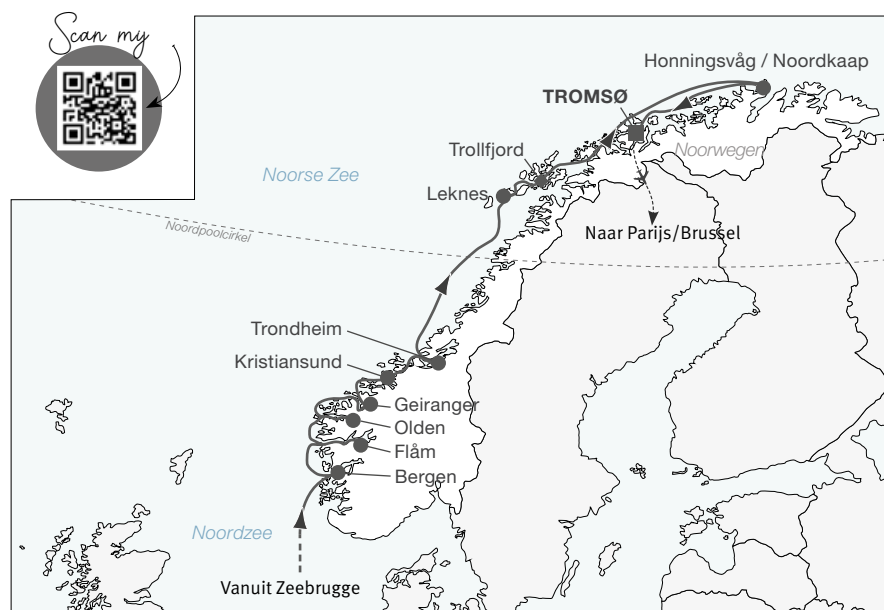 Scan my
Honningsvåg / Noordkaap
TROMSØ
Noorwegen
Trollfjord
Noorse Zee
Leknes
Noordpoolcirkel
Naar Parijs/Brussel
Trondheim
Kristiansund
Geiranger
Olden
Flåm
Bergen
Noordzee
Vanuit Zeebrugge